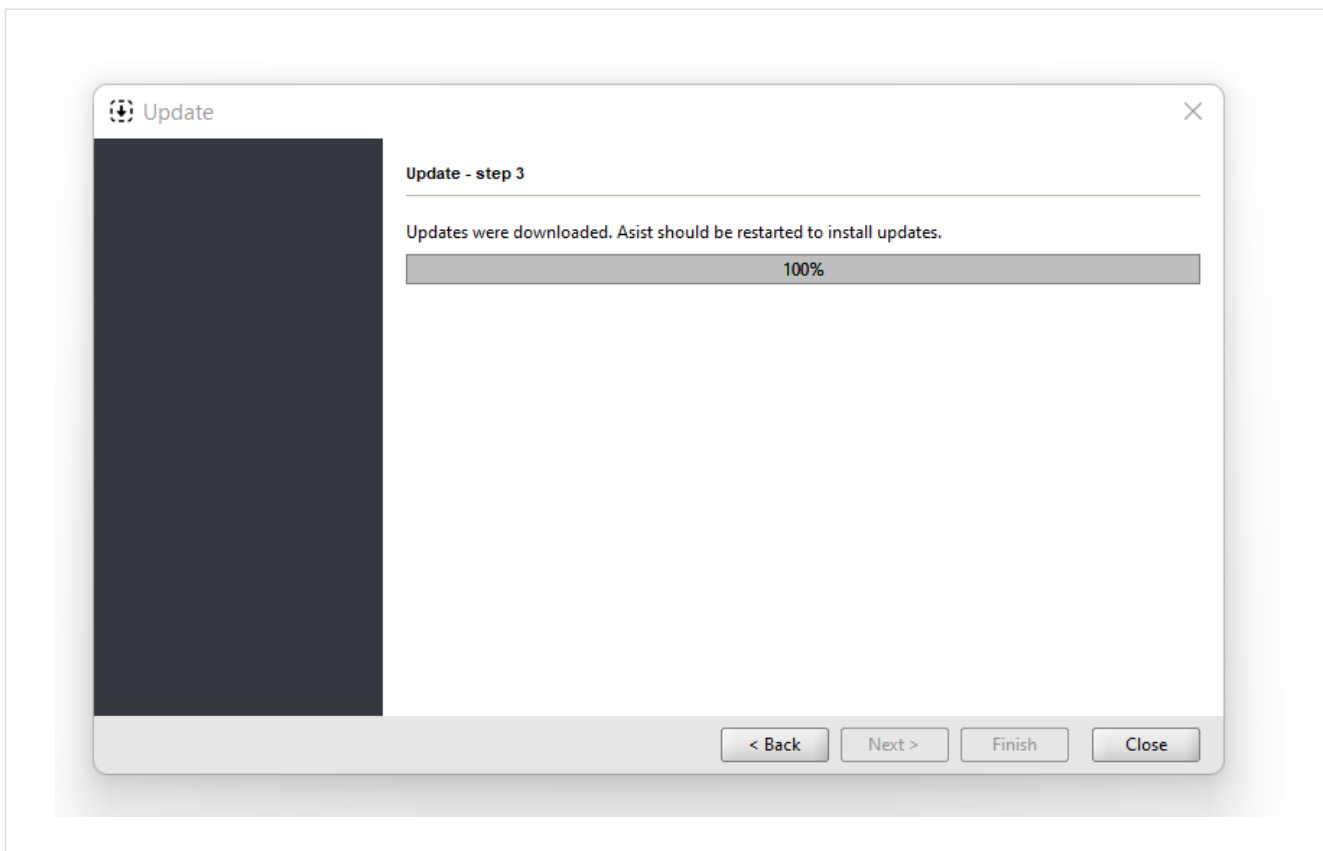 Update
Update - step 3
Updates were downloaded. Asist should be restarted to install updates.
100%
< Back Next > Finish Close